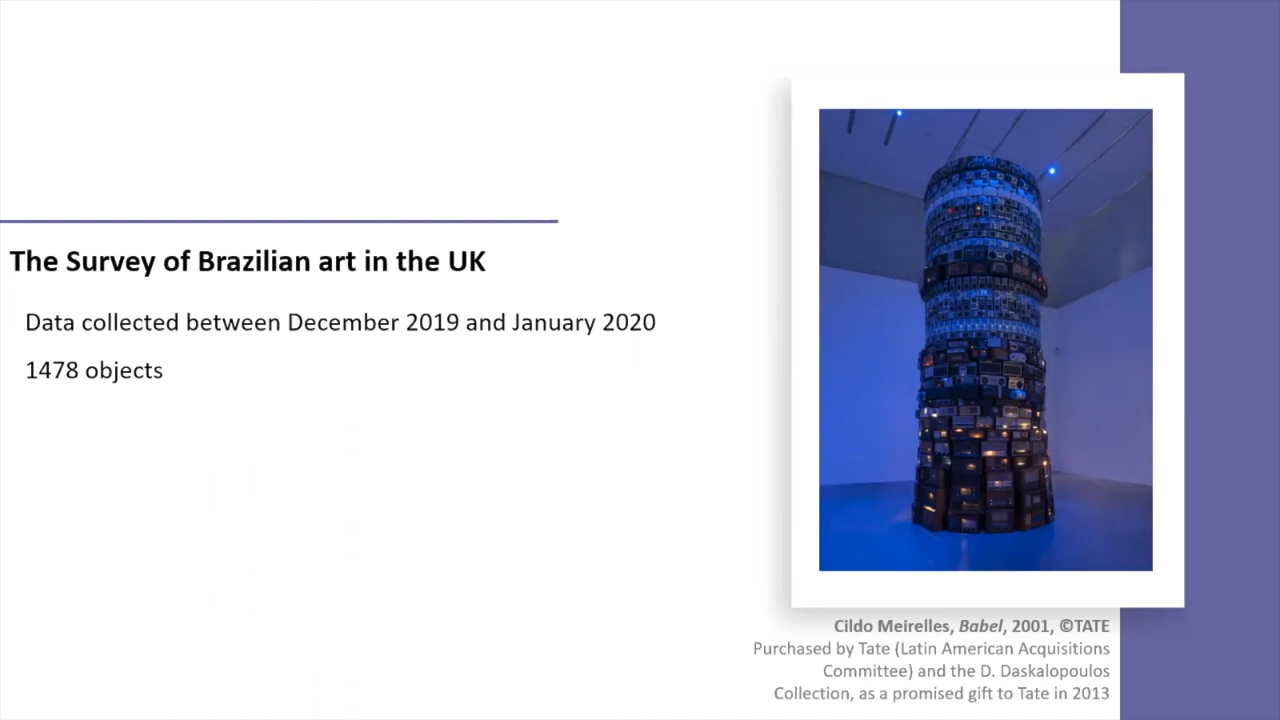 The Survey of Brazilian art in the UK
Data collected between December 2019 and January 2020
1478 objects
Cildo Meirelles, Babel, 2001, ©TATE
Purchased by Tate (Latin American Acquisitions
Committee) and the D. Daskalopoulos
Collection, as a promised gift to Tate in 2013